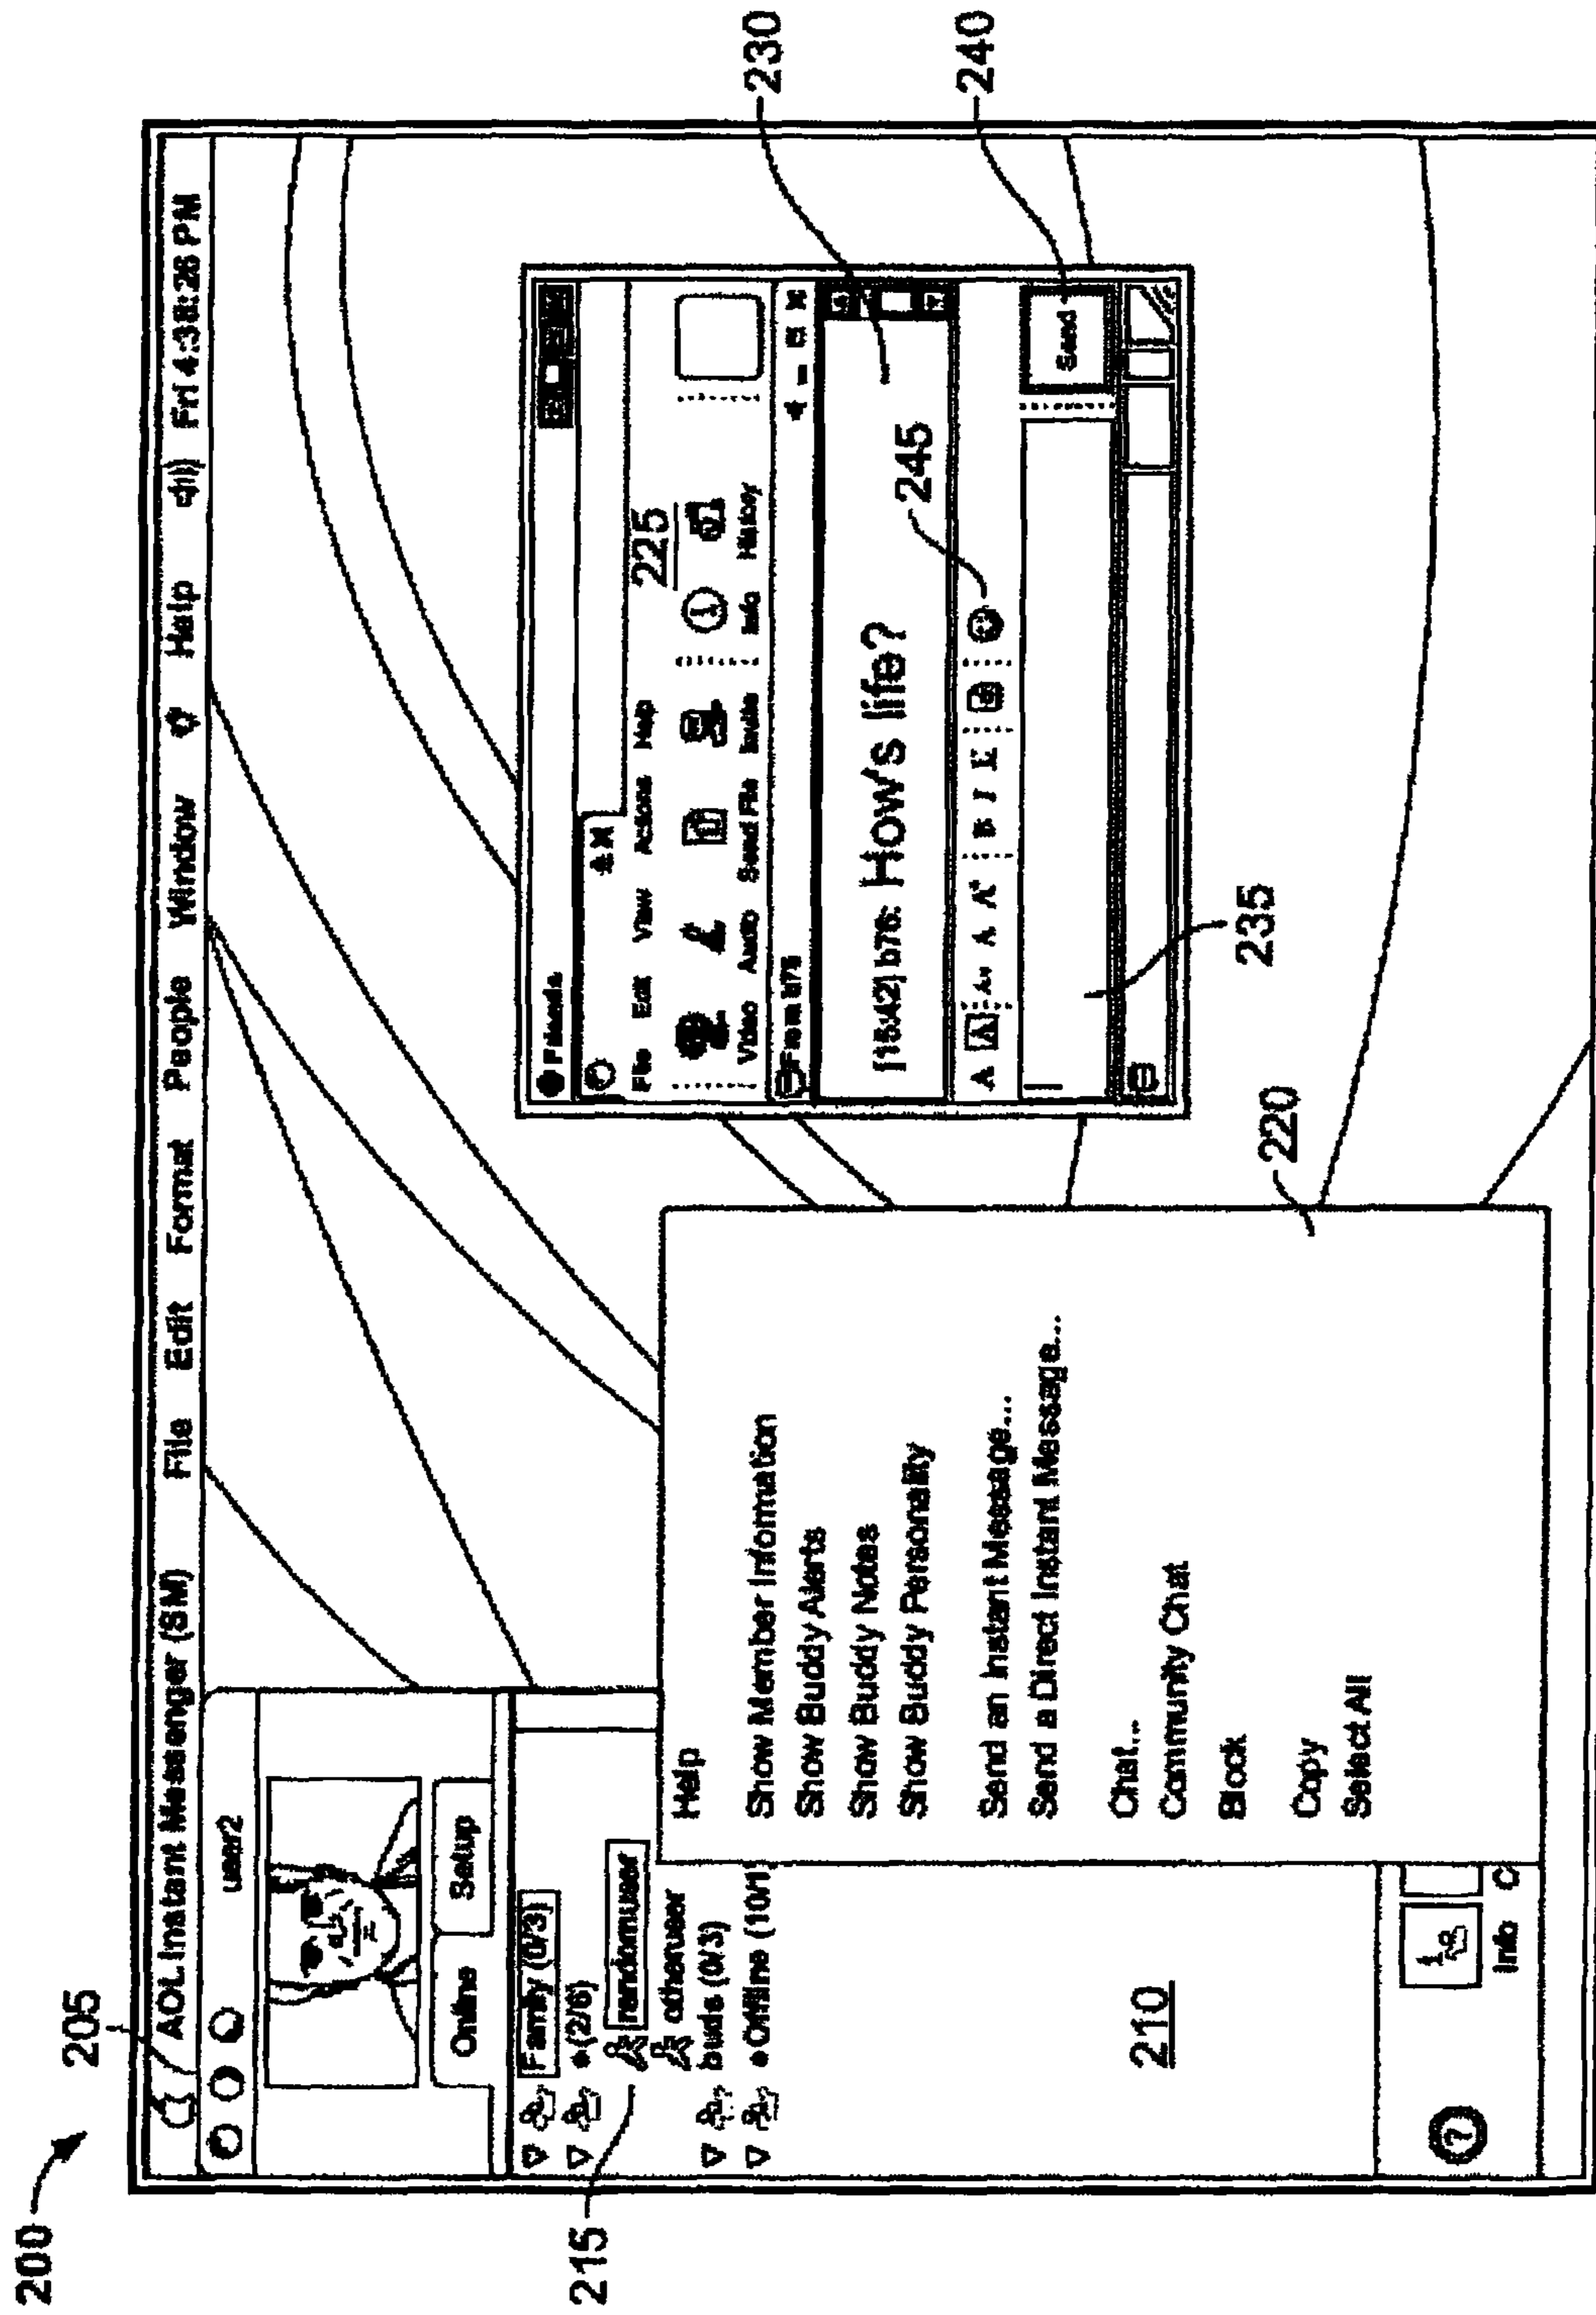 200
205
AOL Instant Messenger (SM) File Edit Format People Window Help Fri 4:38:26 PM
user2
Online Setup
Family (0/3)
(2/6)
215
randomuser
otheruser
buds (0/3)
Offline (10/1
210
? Info C
Help
Show Member Infomation
Show Buddy Alerts
Show Buddy Notes
Show Buddy Personality
Send an Instant Message...
Send a Direct Instant Message...
Chat...
Community Chat
Block
Copy
Select All
220
Friends
File Edit View Actions Help
225
Video Audio Send File Invite Info History
230
[15:42] b76: How's life?
A A A A B I U
245
Send
240
235